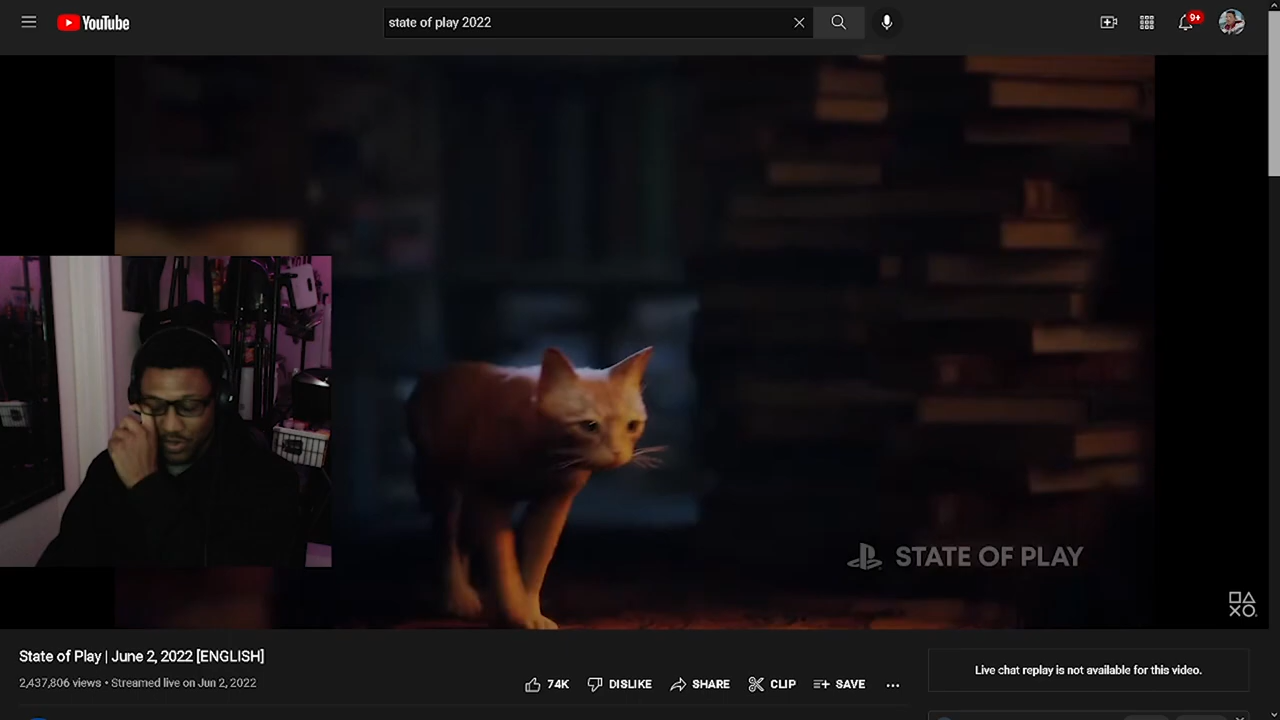 YouTube
state of play 2022
9+
STATE OF PLAY
State of Play | June 2, 2022 [ENGLISH]
2,437,806 views • Streamed live on Jun 2, 2022
74K
DISLIKE
SHARE
CLIP
SAVE
Live chat replay is not available for this video.